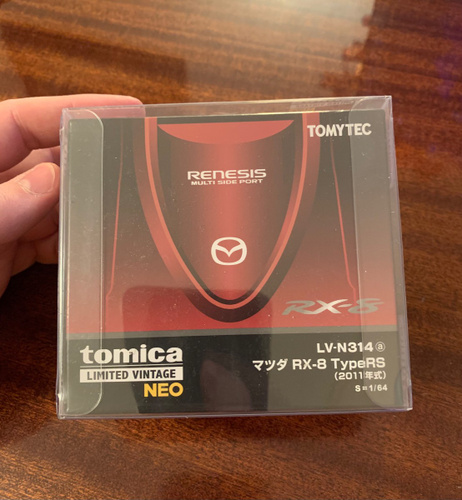 TOMYTEC
RENESIS
MULTI SIDE PORT
RX-8
tomica
LIMITED VINTAGE
NEO
LV-N314 ⓐ
マツダ RX-8 TypeRS
(2011年式)
S=1/64